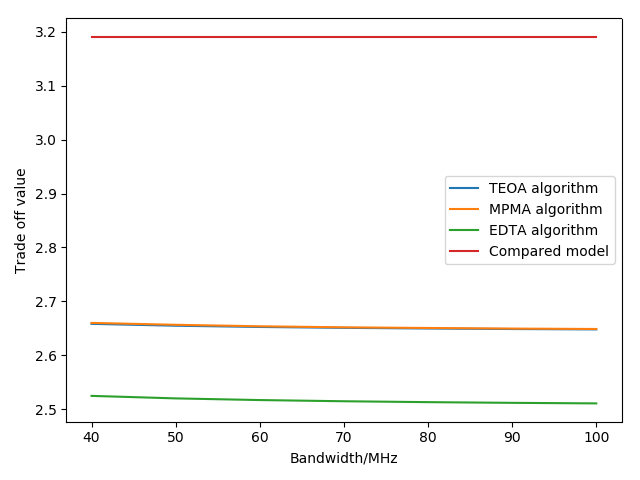 3.2
3.1
3.0
2.9
2.8
2.7
2.6
2.5
Trade off value
TEOA algorithm
MPMA algorithm
EDTA algorithm
Compared model
40 50 60 70 80 90 100
Bandwidth/MHz